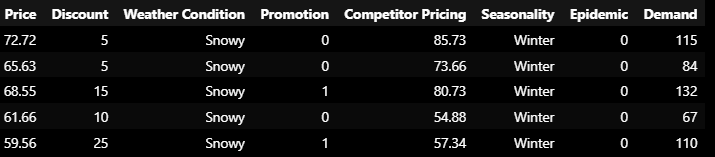 Price Discount Weather Condition Promotion Competitor Pricing Seasonality Epidemic Demand
72.72 5 Snowy 0 85.73 Winter 0 115
65.63 5 Snowy 0 73.66 Winter 0 84
68.55 15 Snowy 1 80.73 Winter 0 132
61.66 10 Snowy 0 54.88 Winter 0 67
59.56 25 Snowy 1 57.34 Winter 0 110